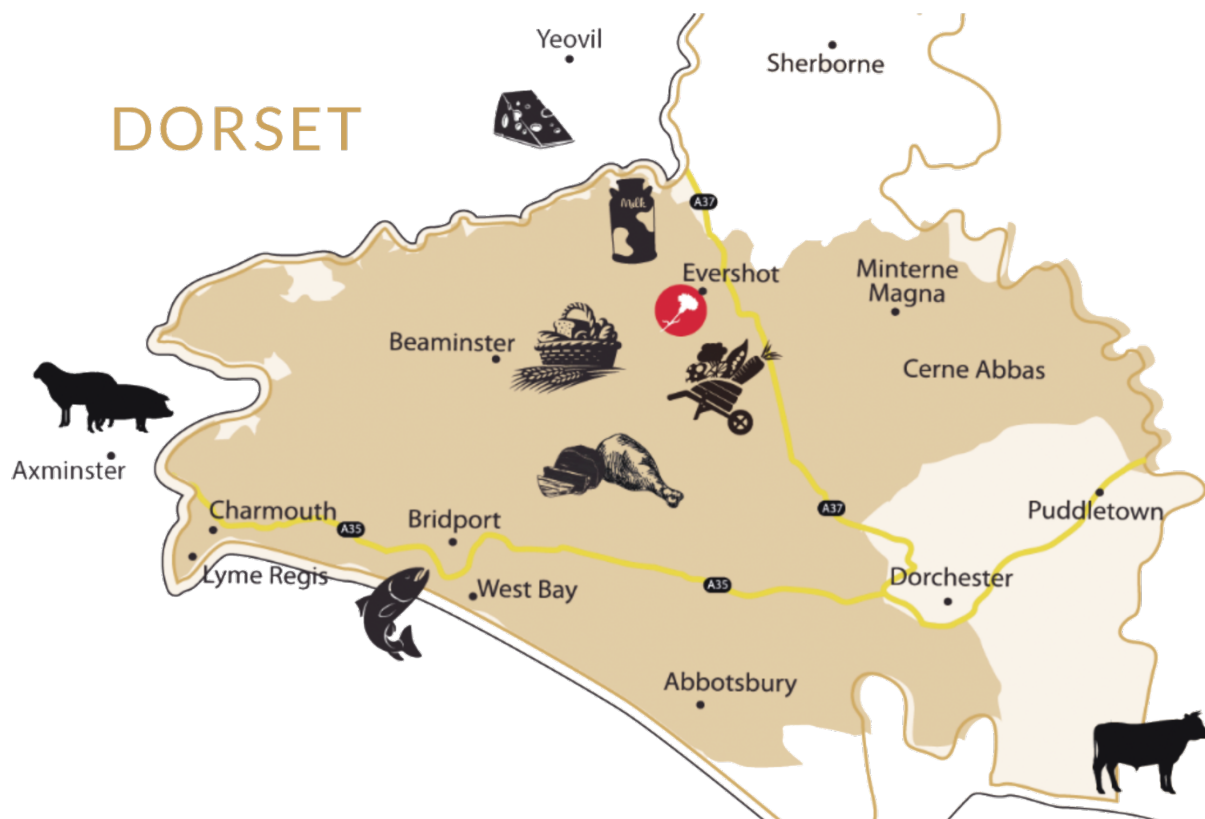 Yeovil
Sherborne
DORSET
Milk
A37
Evershot
Minterne
Magna
Beaminster
Cerne Abbas
Axminster
Charmouth
A35
Bridport
A37
Puddletown
Lyme Regis
West Bay
A35
Dorchester
Abbotsbury